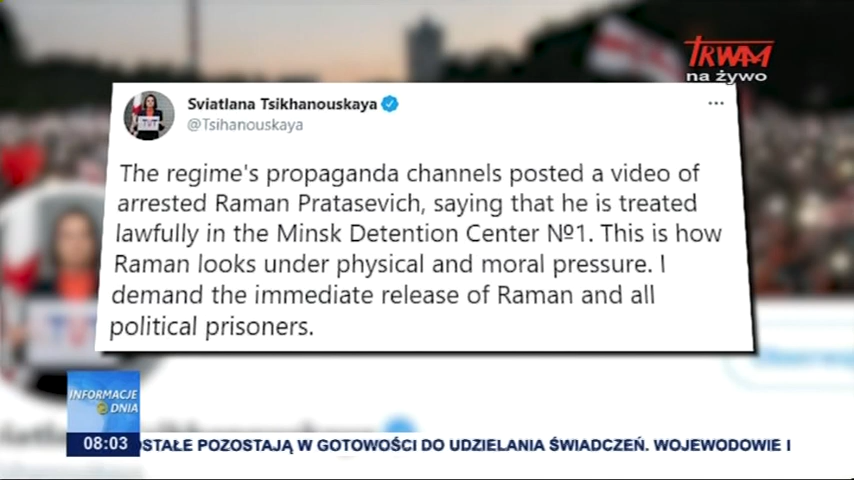 TRWAM
na żywo
Sviatlana Tsikhanouskaya
@Tsihanouskaya
The regime's propaganda channels posted a video of
arrested Raman Pratasevich, saying that he is treated
lawfully in the Minsk Detention Center №1. This is how
Raman looks under physical and moral pressure. I
demand the immediate release of Raman and all
political prisoners.
INFORMACJE
DNIA
08:03
OSTAŁE POZOSTAJĄ W GOTOWOŚCI DO UDZIELANIA ŚWIADCZEŃ. WOJEWODOWIE I